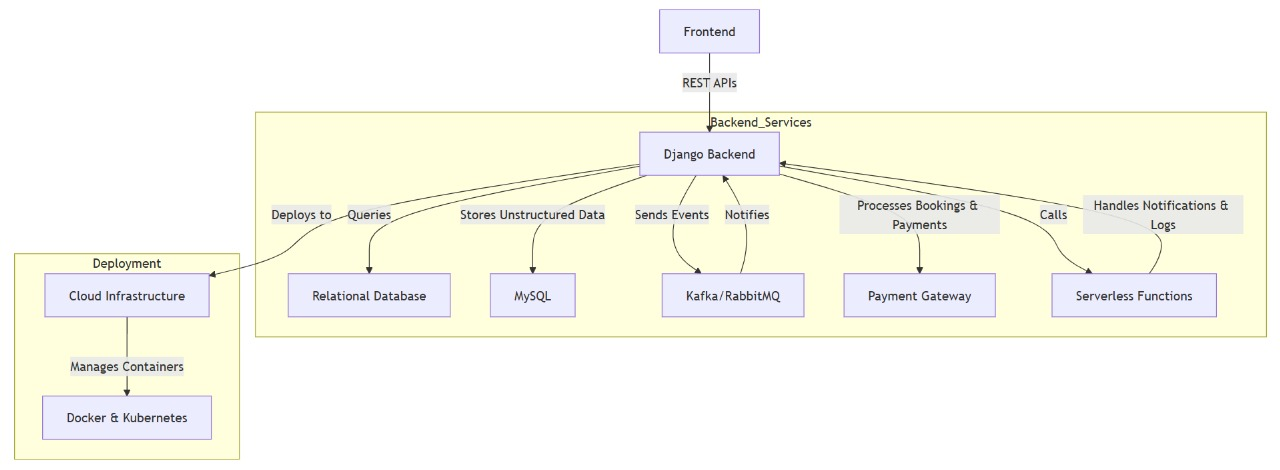 Frontend
REST APIs
Backend_Services
Django Backend
Deploys to
Queries
Stores Unstructured Data
Sends Events
Notifies
Processes Bookings &
Payments
Calls
Handles Notifications &
Logs
Deployment
Cloud Infrastructure
Relational Database
MySQL
Kafka/RabbitMQ
Payment Gateway
Serverless Functions
Manages Containers
Docker & Kubernetes